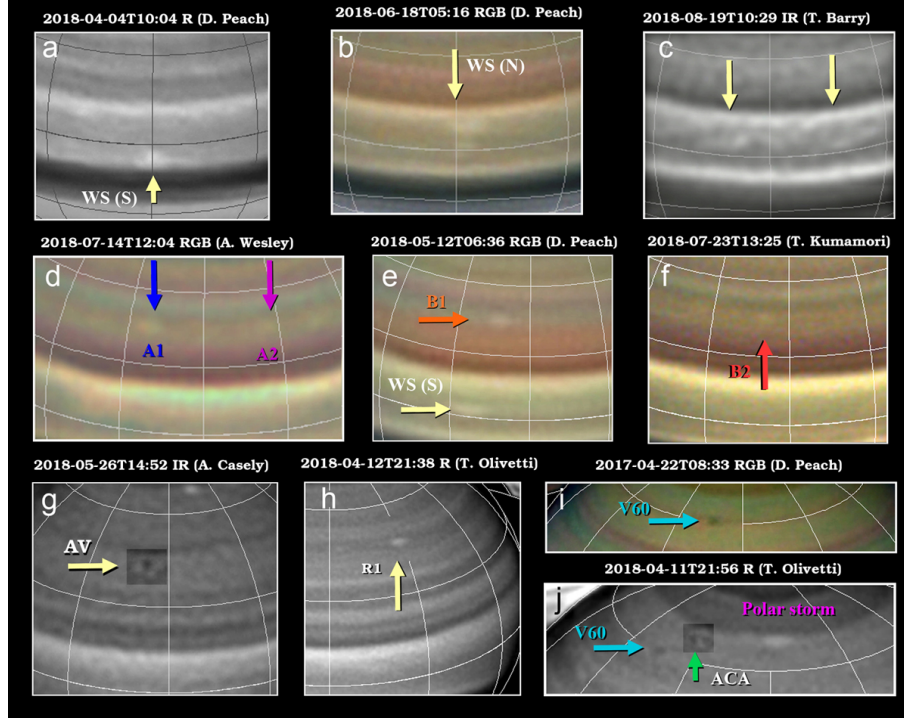 2018-04-04T10:04 R (D. Peach)
2018-06-18T05:16 RGB (D. Peach)
2018-08-19T10:29 IR (T. Barry)
a
WS (S)
b
WS (N)
c
2018-07-14T12:04 RGB (A. Wesley)
2018-05-12T06:36 RGB (D. Peach)
2018-07-23T13:25 (T. Kumamori)
d
A1
A2
e
B1
WS (S)
f
B2
2018-05-26T14:52 IR (A. Casely)
2018-04-12T21:38 R (T. Olivetti)
2017-04-22T08:33 RGB (D. Peach)
g
AV
h
R1
i
V60
2018-04-11T21:56 R (T. Olivetti)
j
Polar storm
V60
ACA